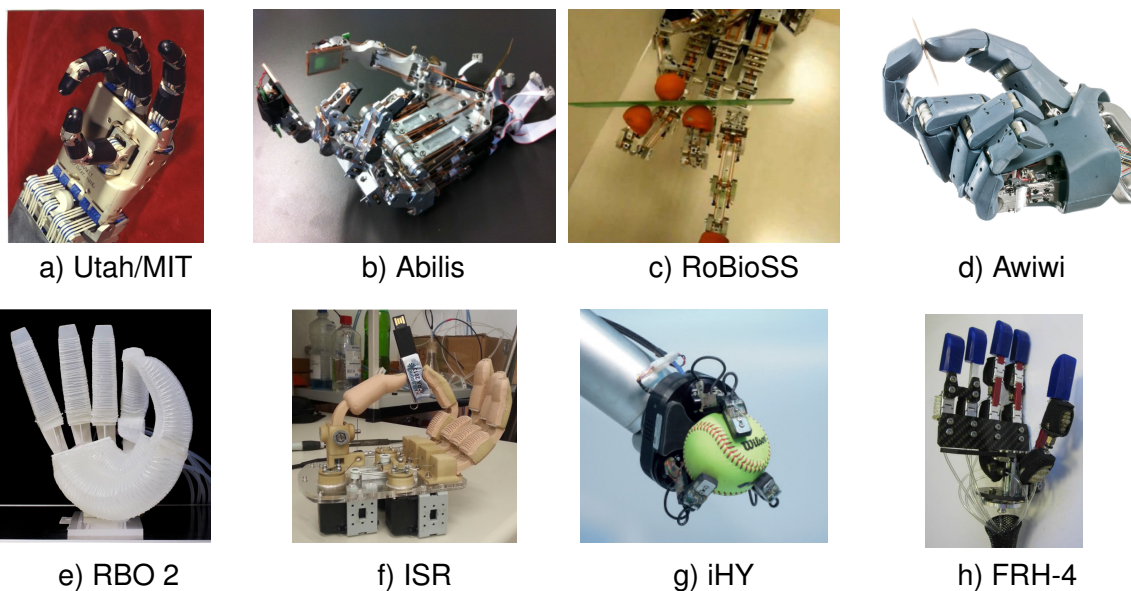 a) Utah/MIT
b) Abilis
c) RoBioSS
d) Awiwi
Wilson
e) RBO 2
f) ISR
g) iHY
h) FRH-4